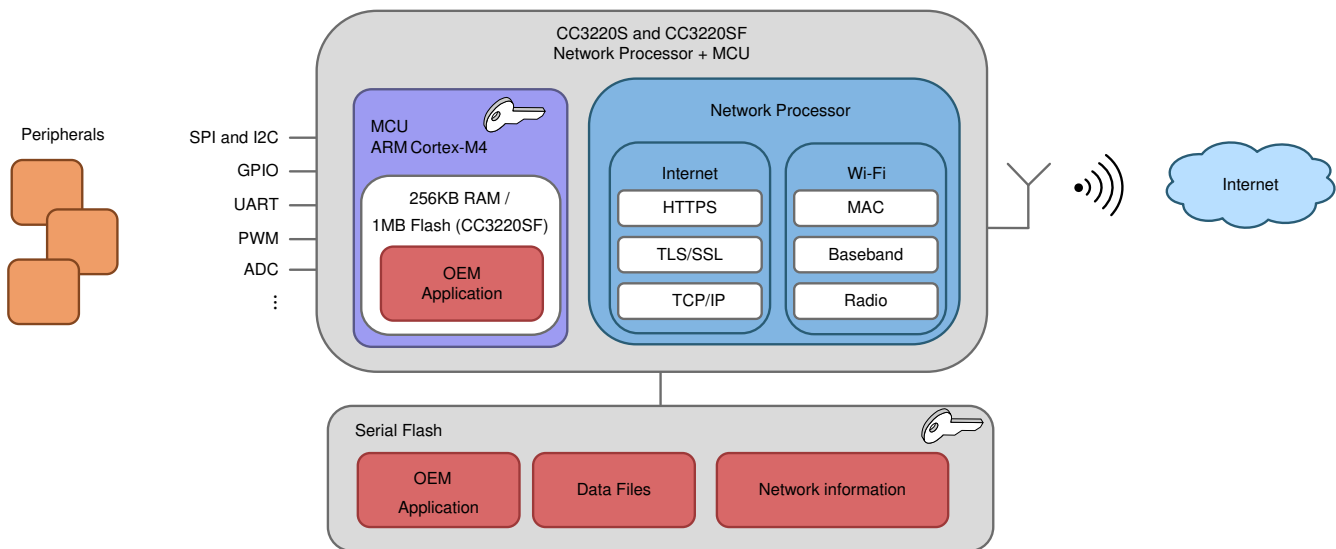 CC3220S and CC3220SF
Network Processor + MCU
Peripherals
SPI and I2C
GPIO
UART
PWM
ADC
⋮
MCU
ARM Cortex-M4
256KB RAM /
1MB Flash (CC3220SF)
OEM
Application
Network Processor
Internet
HTTPS
TLS/SSL
TCP/IP
Wi-Fi
MAC
Baseband
Radio
Internet
Serial Flash
OEM
Application
Data Files
Network information